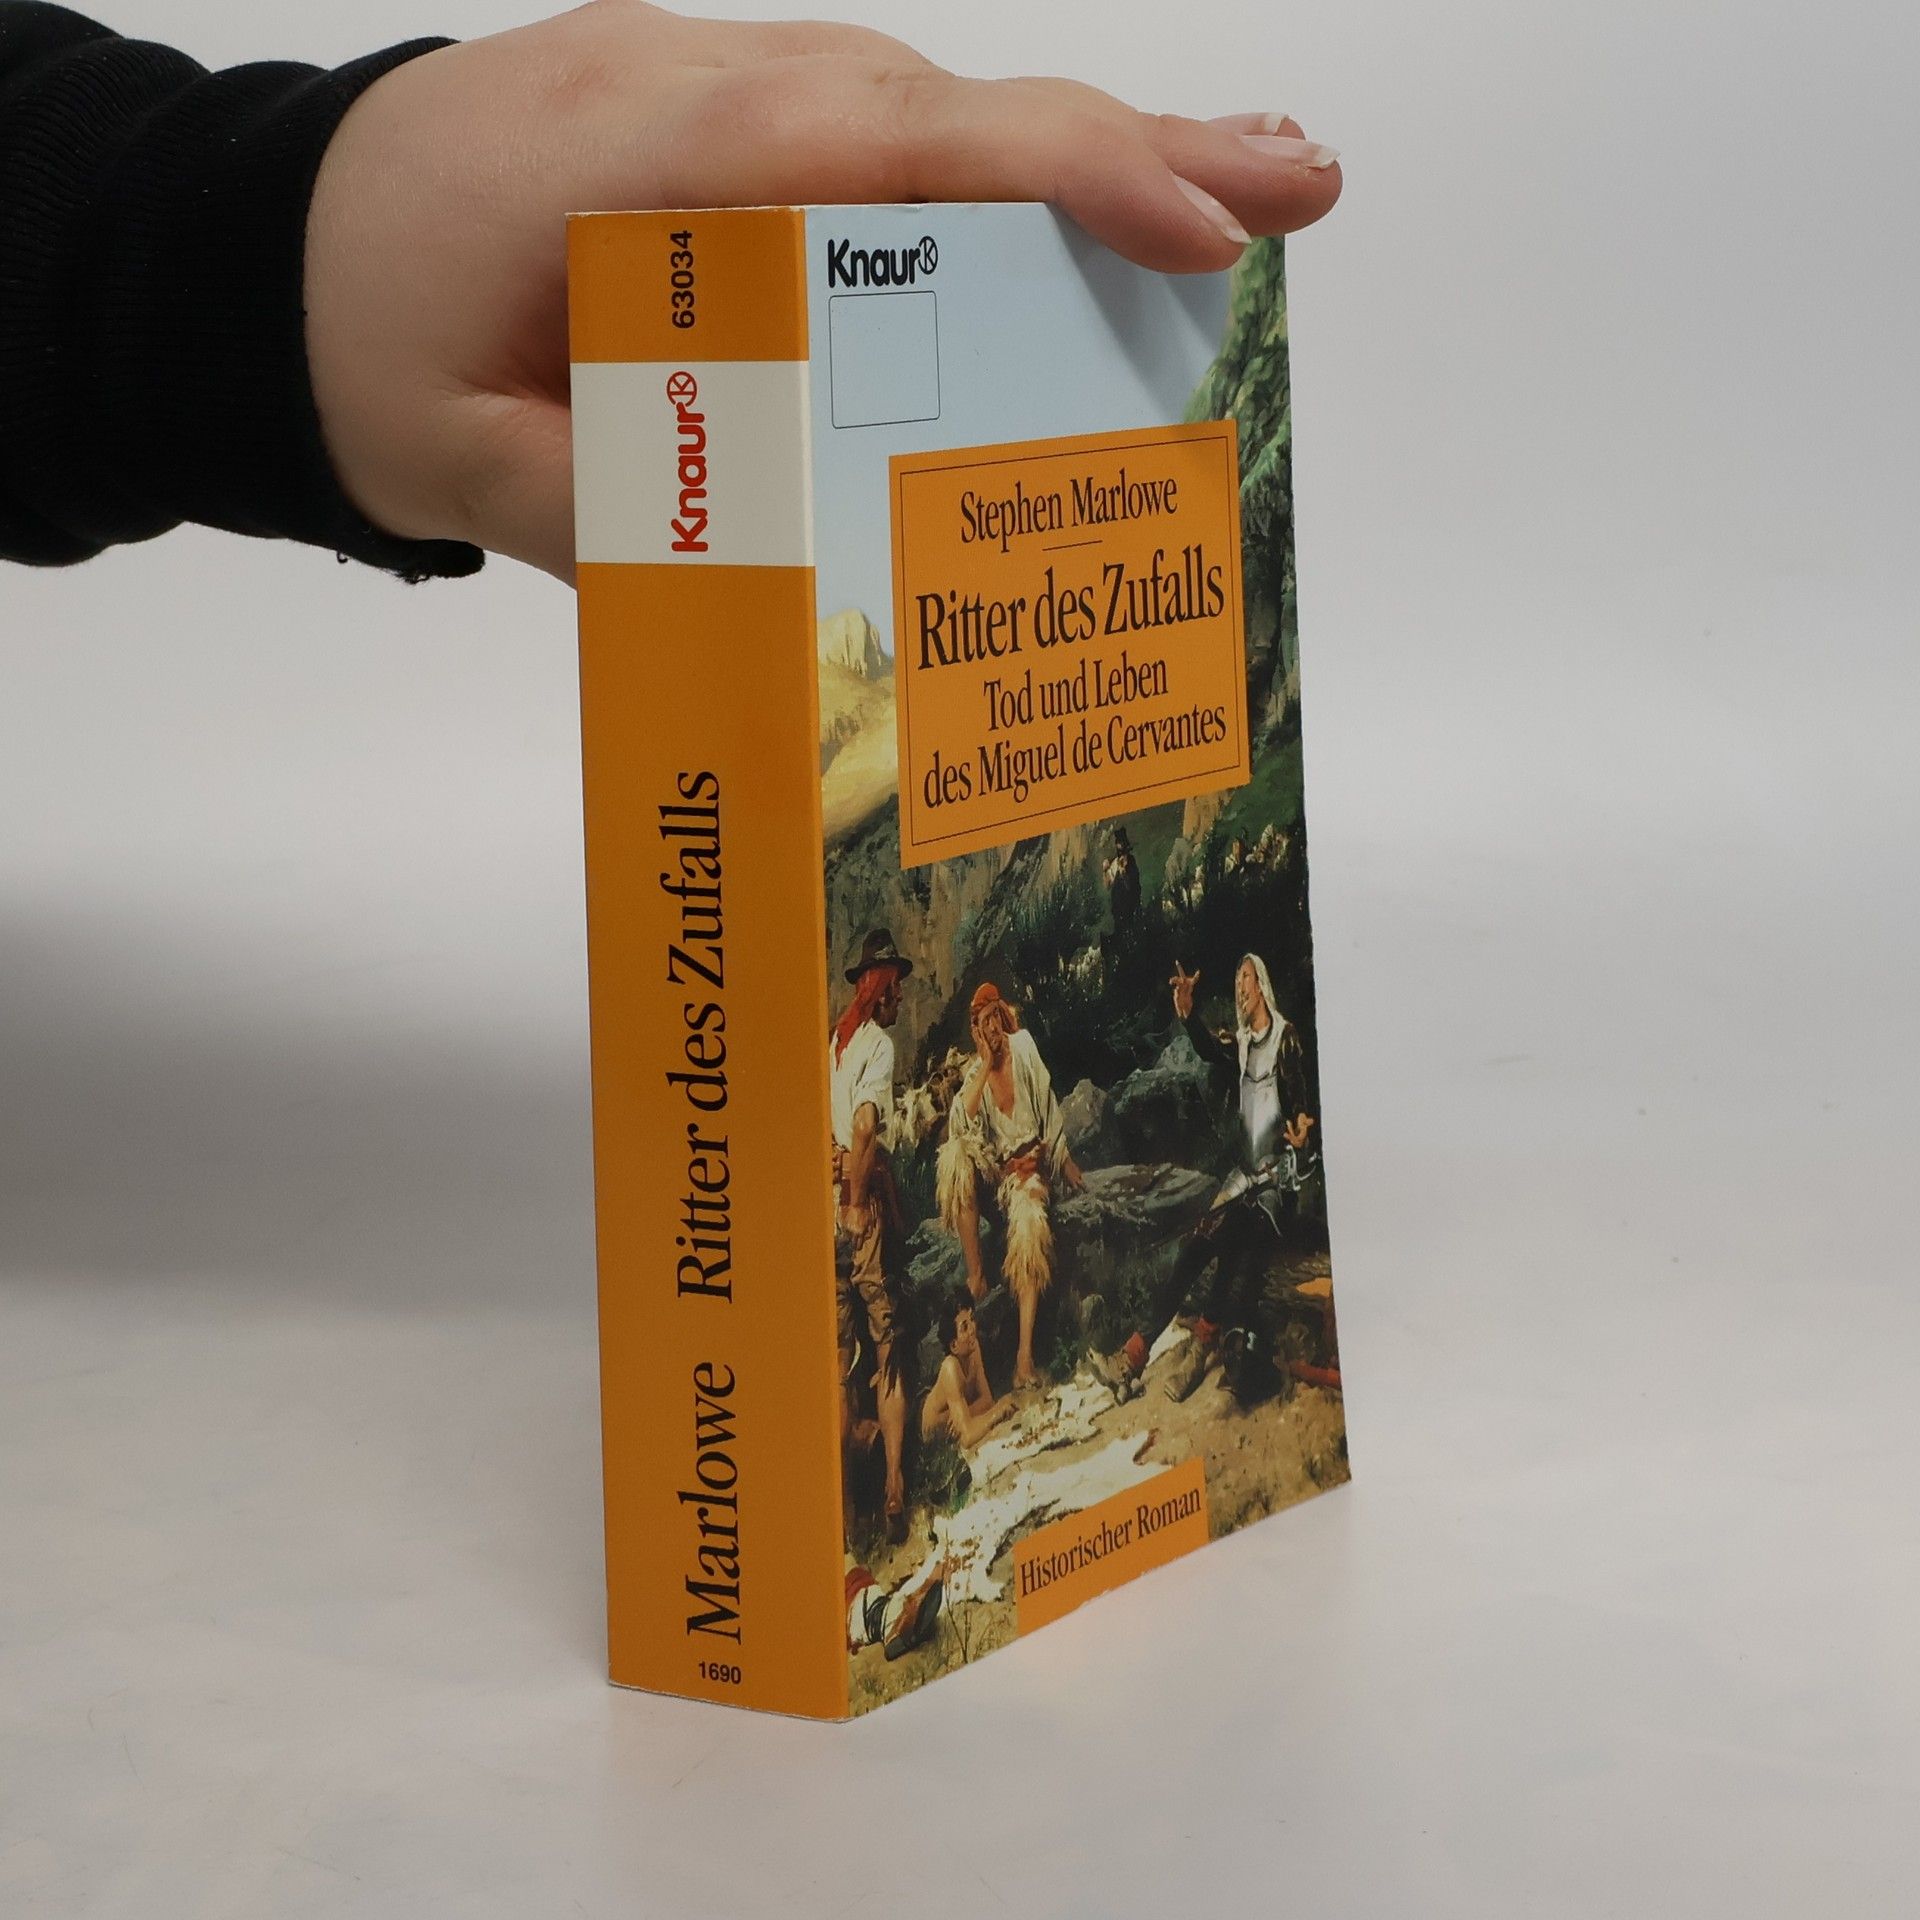 63034
Knaur
Marlowe Ritter des Zufalls
1690
Knaur
Stephen Marlowe
Ritter des Zufalls
Tod und Leben
des Miguel de Cervantes
Historischer Roman